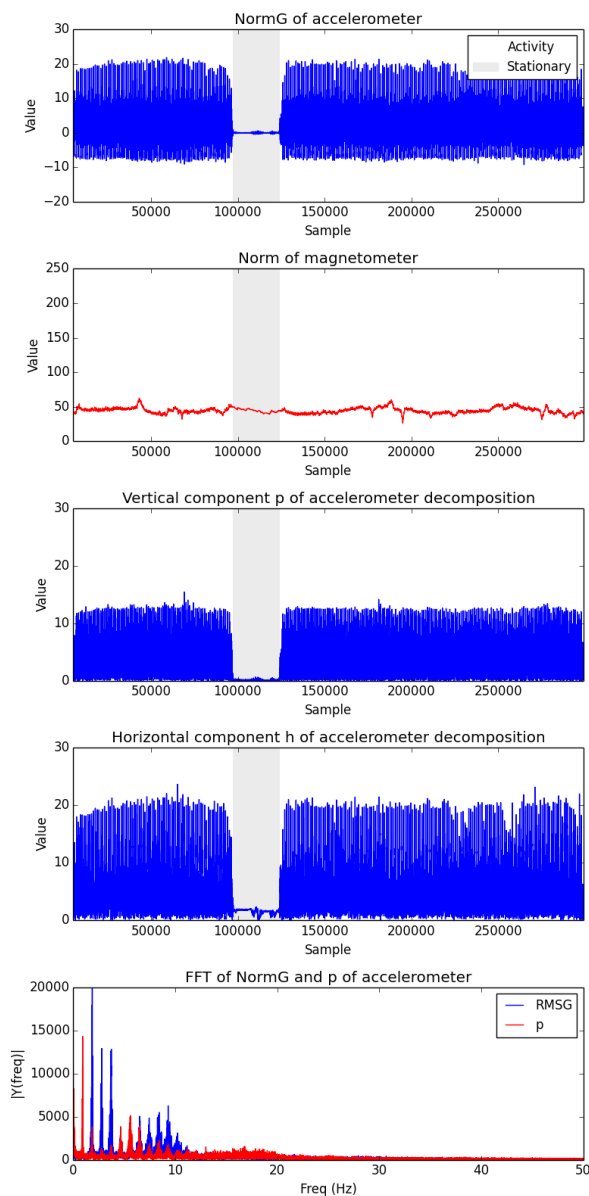 NormG of accelerometer
30
20
10
0
−10
−20
Value
Activity
Stationary
50000 100000 150000 200000 250000
Sample
Norm of magnetometer
250
200
150
100
50
0
Value
50000 100000 150000 200000 250000
Sample
Vertical component p of accelerometer decomposition
30
20
10
0
Value
50000 100000 150000 200000 250000
Sample
Horizontal component h of accelerometer decomposition
30
20
10
0
Value
50000 100000 150000 200000 250000
Sample
FFT of NormG and p of accelerometer
20000
15000
10000
5000
0
|Y(freq)|
RMSG
p
0 10 20 30 40 50
Freq (Hz)